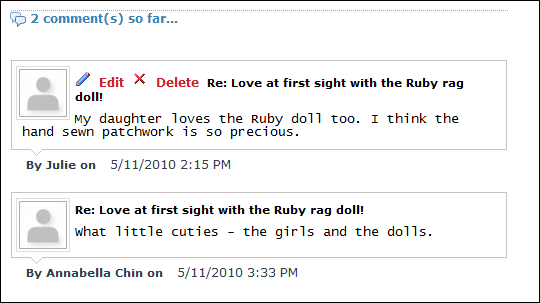 2 comment(s) so far...
Edit Delete Re: Love at first sight with the Ruby rag
doll!
My daughter loves the Ruby doll too. I think the
hand sewn patchwork is so precious.
By Julie on 5/11/2010 2:15 PM
Re: Love at first sight with the Ruby rag doll!
What little cuties - the girls and the dolls.
By Annabella Chin on 5/11/2010 3:33 PM